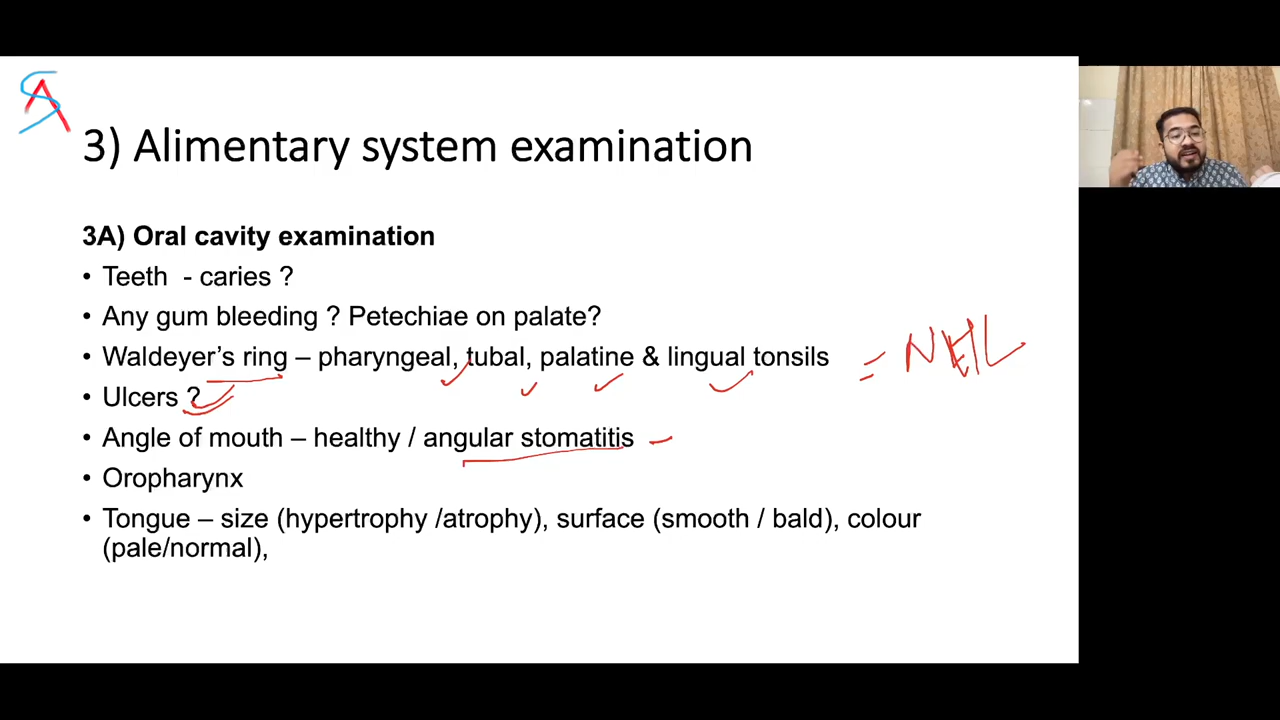 SA
3) Alimentary system examination
3A) Oral cavity examination
• Teeth - caries ?
• Any gum bleeding ? Petechiae on palate?
• Waldeyer's ring – pharyngeal, tubal, palatine & lingual tonsils
= NHL
• Ulcers ?
• Angle of mouth – healthy / angular stomatitis
• Oropharynx
• Tongue – size (hypertrophy /atrophy), surface (smooth / bald), colour
(pale/normal),